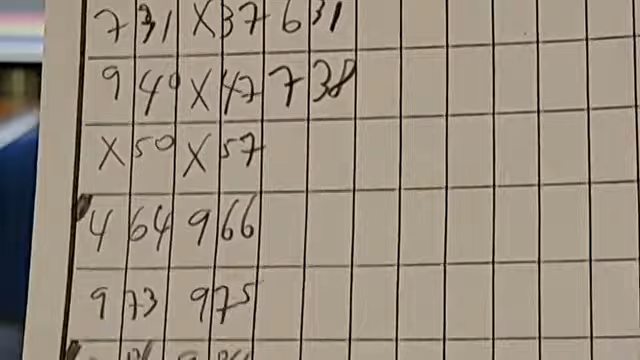 7 31 X 37 6 31
9 40 X 47 7 38
X 50 X 57
4 64 9 66
9 73 9 75